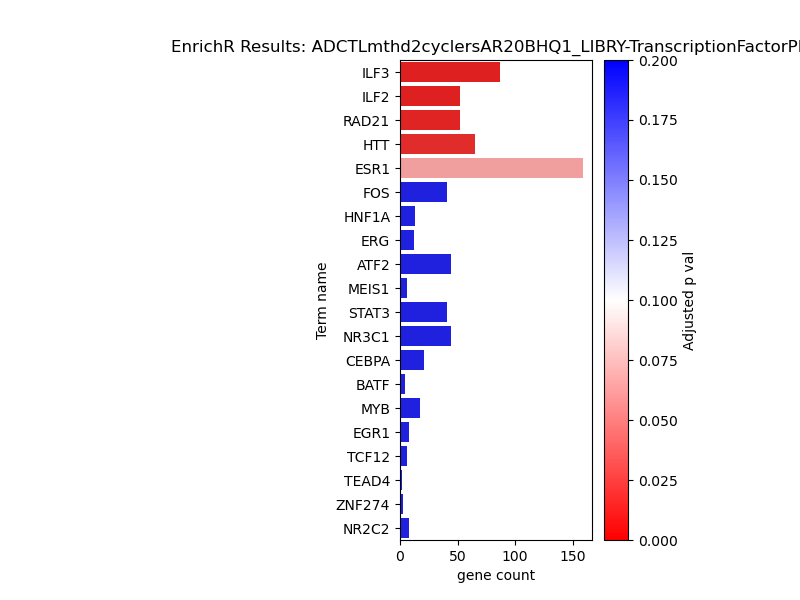 EnrichR Results: ADCTLmthd2cyclersAR20BHQ1_LIBRY-TranscriptionFactorP
ILF3
ILF2
RAD21
HTT
ESR1
FOS
HNF1A
ERG
ATF2
MEIS1
STAT3
NR3C1
CEBPA
BATF
MYB
EGR1
TCF12
TEAD4
ZNF274
NR2C2
Term name
0 50 100 150
gene count
0.200
0.175
0.150
0.125
0.100
0.075
0.050
0.025
0.000
Adjusted p val